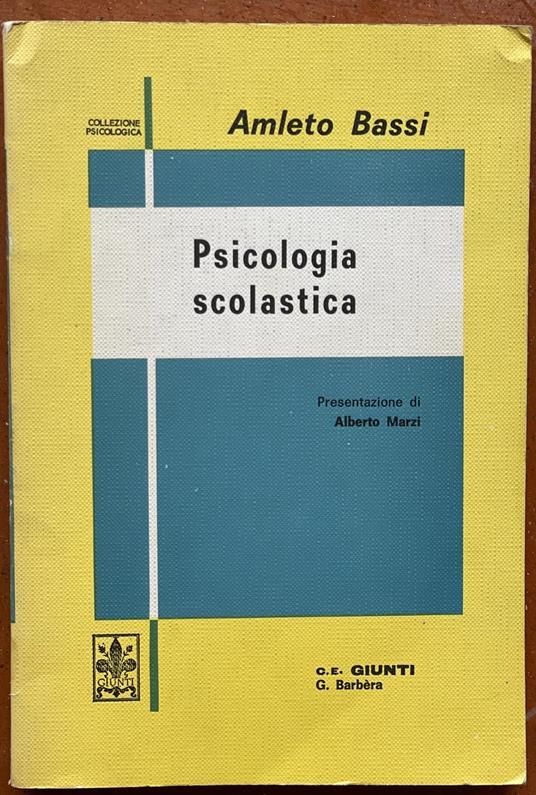 COLLEZIONE
PSICOLOGICA
Amleto Bassi
Psicologia
scolastica
Presentazione di
Alberto Marzi
GIUNTI
C.E. GIUNTI
G. Barbèra